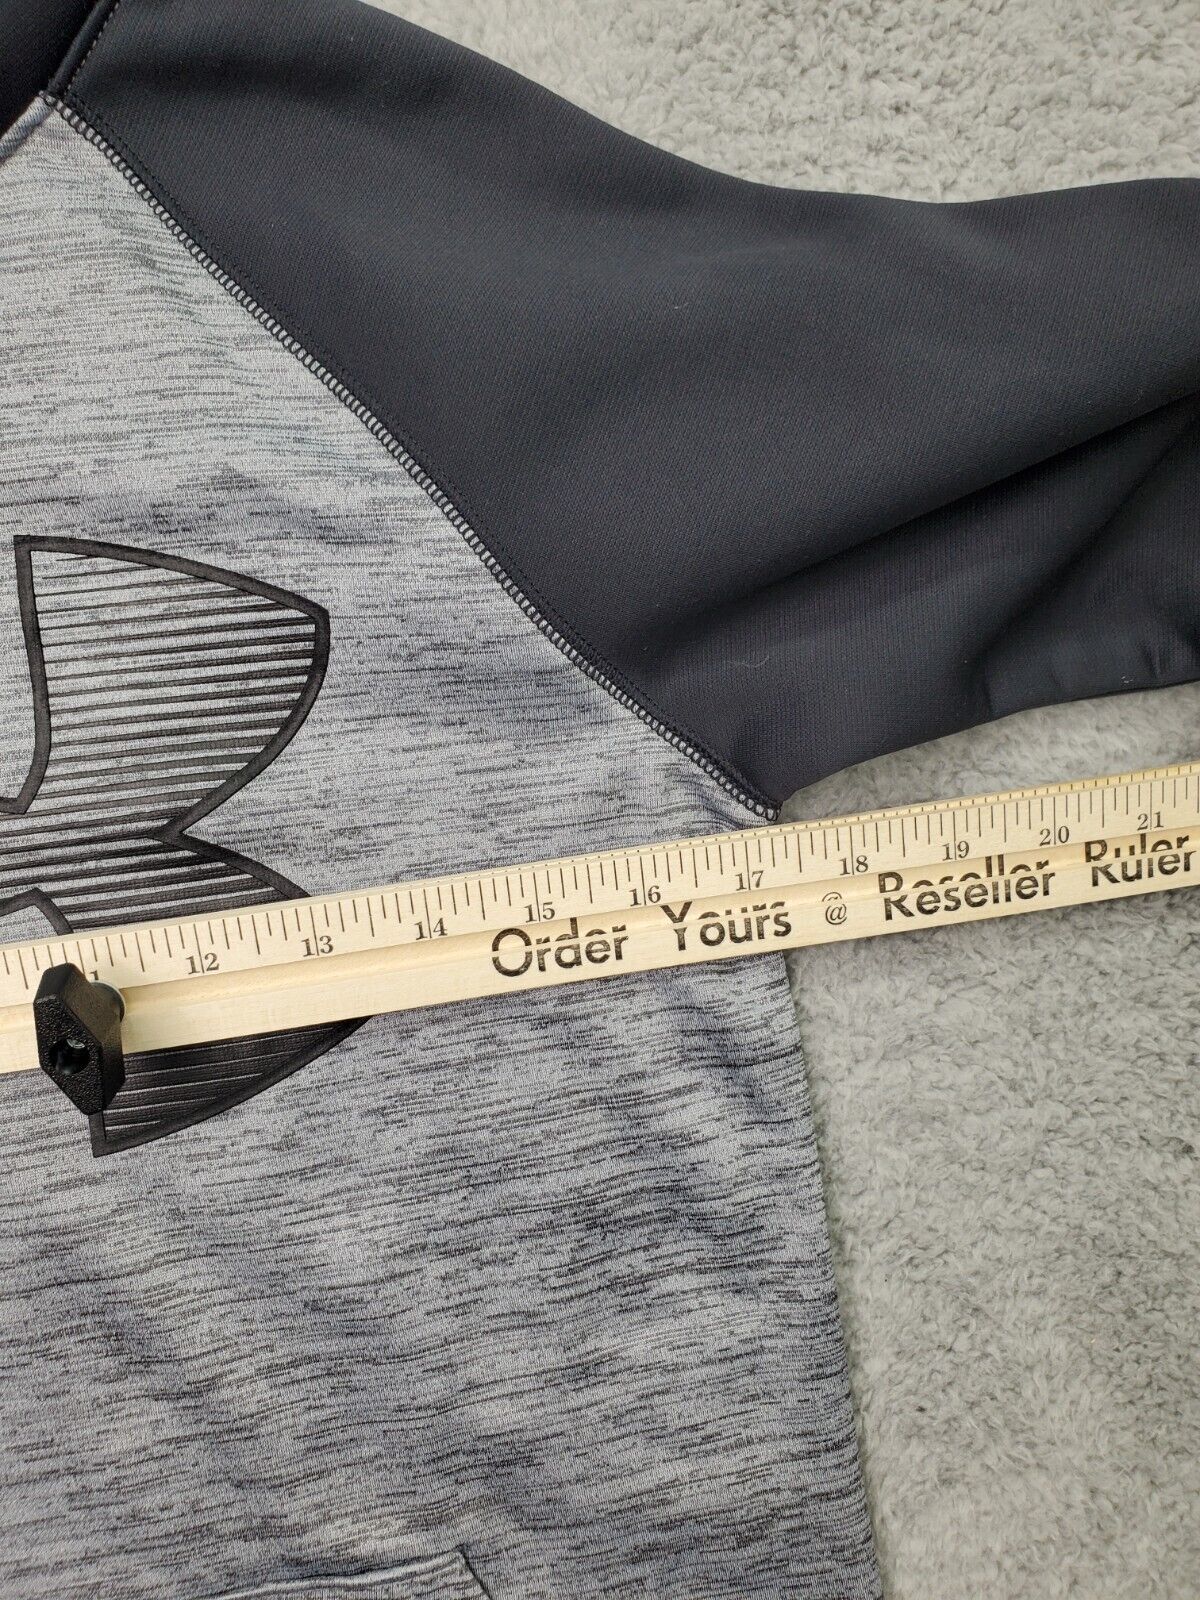 11 12 13 14 15 16 17 18 19 20 21
Order Yours @ Reseller Ruler